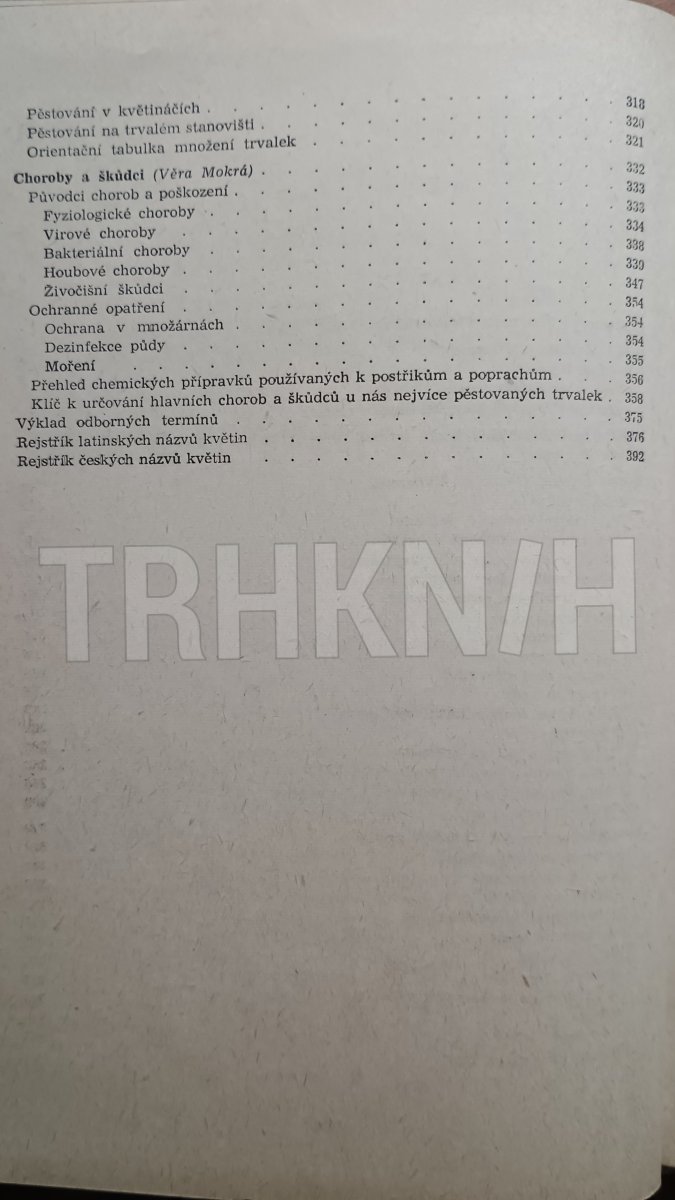 Pěstování v květináčích . . . . . . . . . . . . . . . . 318
Pěstování na trvalém stanovišti . . . . . . . . . . . . . . 320
Orientační tabulka množení trvalek . . . . . . . . . . . . 321
Choroby a škůdci (Věra Mokrá) . . . . . . . . . . . . . . 332
Původci chorob a poškození . . . . . . . . . . . . . . . 333
Fyziologické choroby . . . . . . . . . . . . . . . . 333
Virové choroby . . . . . . . . . . . . . . . . . 334
Bakteriální choroby . . . . . . . . . . . . . . . . 338
Houbové choroby . . . . . . . . . . . . . . . . . 339
Živočišní škůdci . . . . . . . . . . . . . . . . . 347
Ochranné opatření . . . . . . . . . . . . . . . . . 354
Ochrana v množárnách . . . . . . . . . . . . . . . 354
Dezinfekce půdy . . . . . . . . . . . . . . . . . 354
Moření . . . . . . . . . . . . . . . . . . . 355
Přehled chemických přípravků používaných k postřikům a poprachům . . . 356
Klíč k určování hlavních chorob a škůdců u nás nejvíce pěstovaných trvalek . 358
Výklad odborných termínů . . . . . . . . . . . . . . . 375
Rejstřík latinských názvů květin . . . . . . . . . . . . . . 376
Rejstřík českých názvů květin . . . . . . . . . . . . . . 392
TRHKNIH